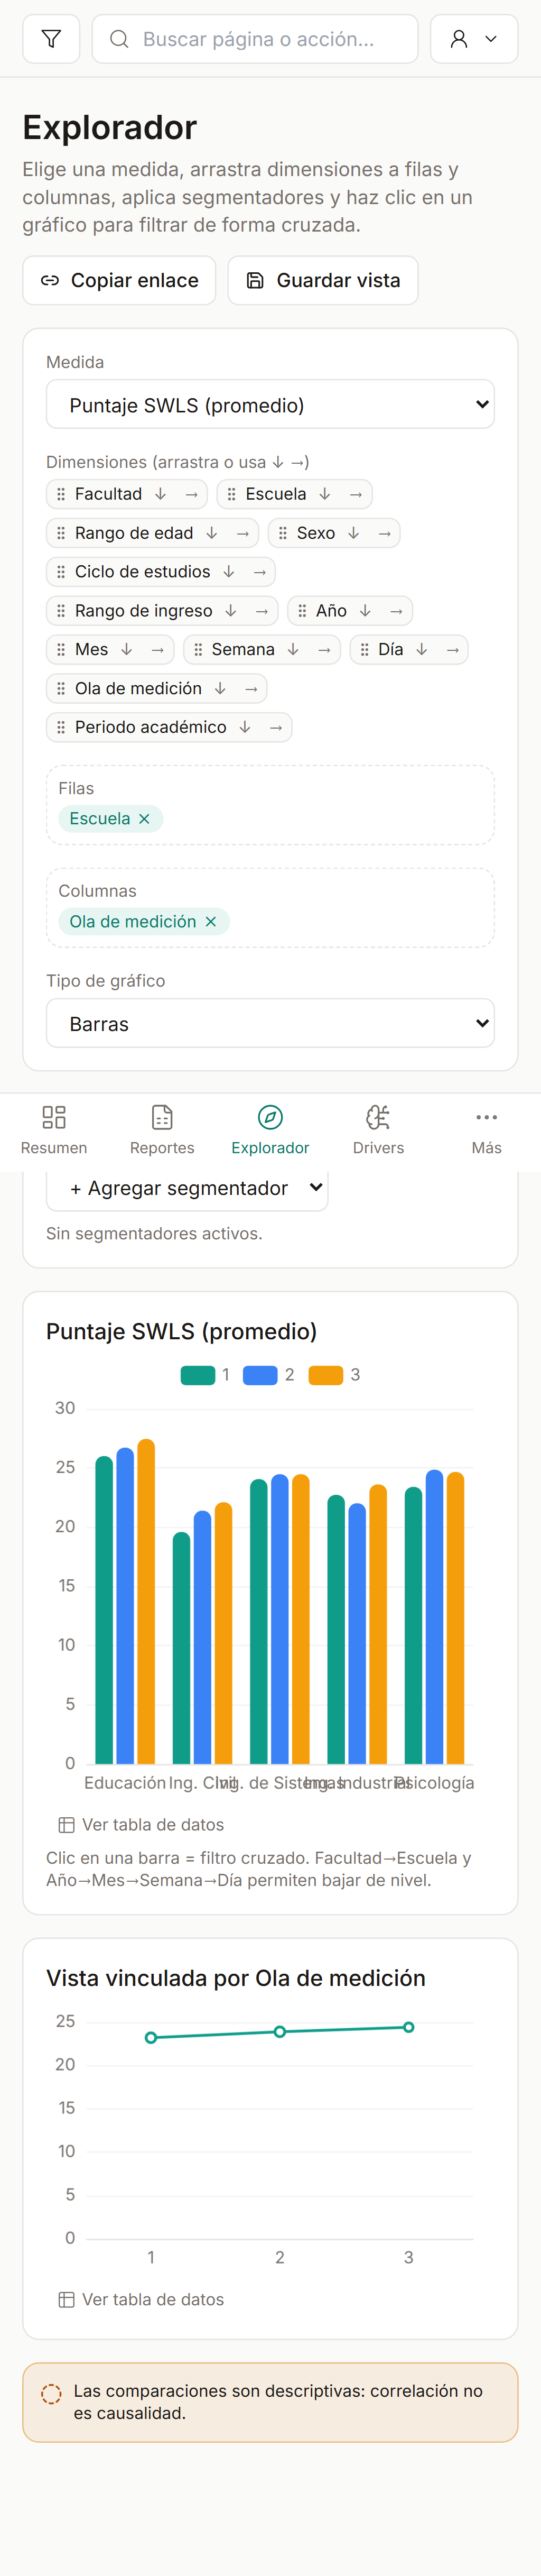 Buscar página o acción...
Explorador
Elige una medida, arrastra dimensiones a filas y
columnas, aplica segmentadores y haz clic en un
gráfico para filtrar de forma cruzada.
Copiar enlace
Guardar vista
Medida
Puntaje SWLS (promedio)
Dimensiones (arrastra o usa ↓ →)
Facultad ↓ → Escuela ↓ →
Rango de edad ↓ → Sexo ↓ →
Ciclo de estudios ↓ →
Rango de ingreso ↓ → Año ↓ →
Mes ↓ → Semana ↓ → Día ↓ →
Ola de medición ↓ →
Periodo académico ↓ →
Filas
Escuela ×
Columnas
Ola de medición ×
Tipo de gráfico
Barras
Resumen Reportes Explorador Drivers Más
+ Agregar segmentador
Sin segmentadores activos.
Puntaje SWLS (promedio)
1 2 3
30
25
20
15
10
5
0
Educación Ing. Civil Ing. de Sistemas Ing. Industrial Psicología
Ver tabla de datos
Clic en una barra = filtro cruzado. Facultad→Escuela y
Año→Mes→Semana→Día permiten bajar de nivel.
Vista vinculada por Ola de medición
25
20
15
10
5
0
1 2 3
Ver tabla de datos
Las comparaciones son descriptivas: correlación no
es causalidad.